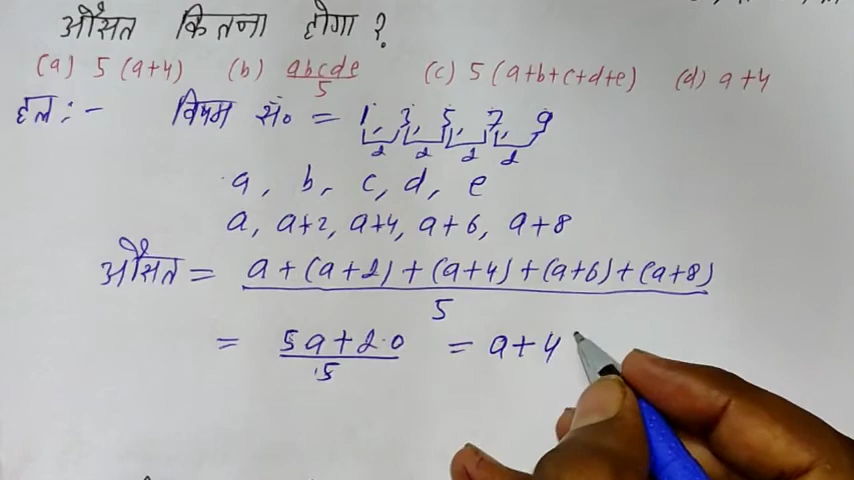 औसत कितना होगा ?
(a) 5 (a+4) (b) abcde/5 (c) 5 (a+b+c+d+e) (d) a+4
हल :- विषम सं० = 1, 3, 5, 7, 9
2 2 2 2
a, b, c, d, e
a, a+2, a+4, a+6, a+8
औसत = a + (a+2) + (a+4) + (a+6) + (a+8)
5
= 5a+20/5 = a+4